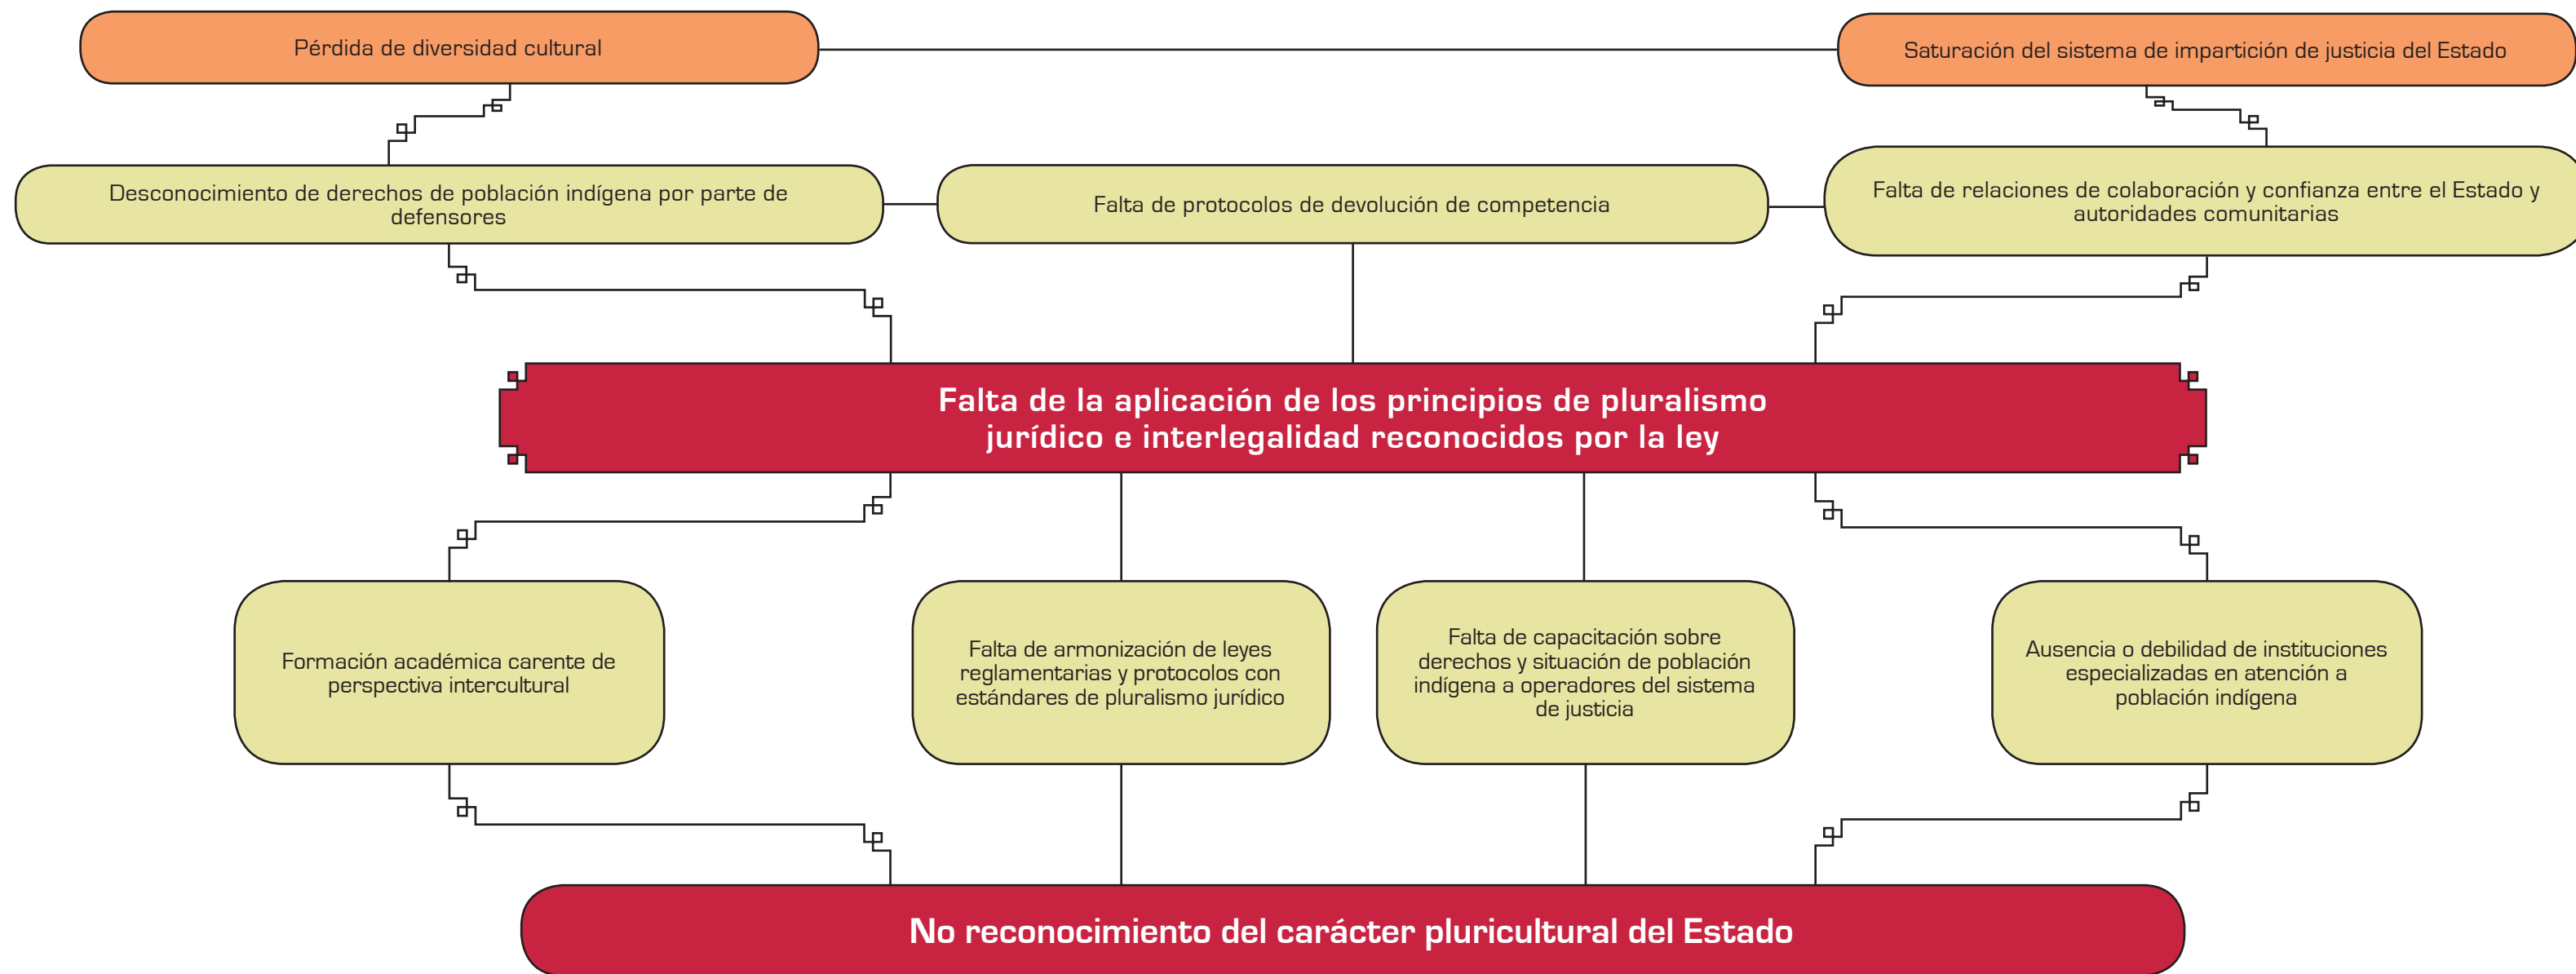 Pérdida de diversidad cultural
Saturación del sistema de impartición de justicia del Estado
Desconocimiento de derechos de población indígena por parte de
defensores
Falta de protocolos de devolución de competencia
Falta de relaciones de colaboración y confianza entre el Estado y
autoridades comunitarias
Falta de la aplicación de los principios de pluralismo
jurídico e interlegalidad reconocidos por la ley
Formación académica carente de
perspectiva intercultural
Falta de armonización de leyes
reglamentarias y protocolos con
estándares de pluralismo jurídico
Falta de capacitación sobre
derechos y situación de población
indígena a operadores del sistema
de justicia
Ausencia o debilidad de instituciones
especializadas en atención a
población indígena
No reconocimiento del carácter pluricultural del Estado